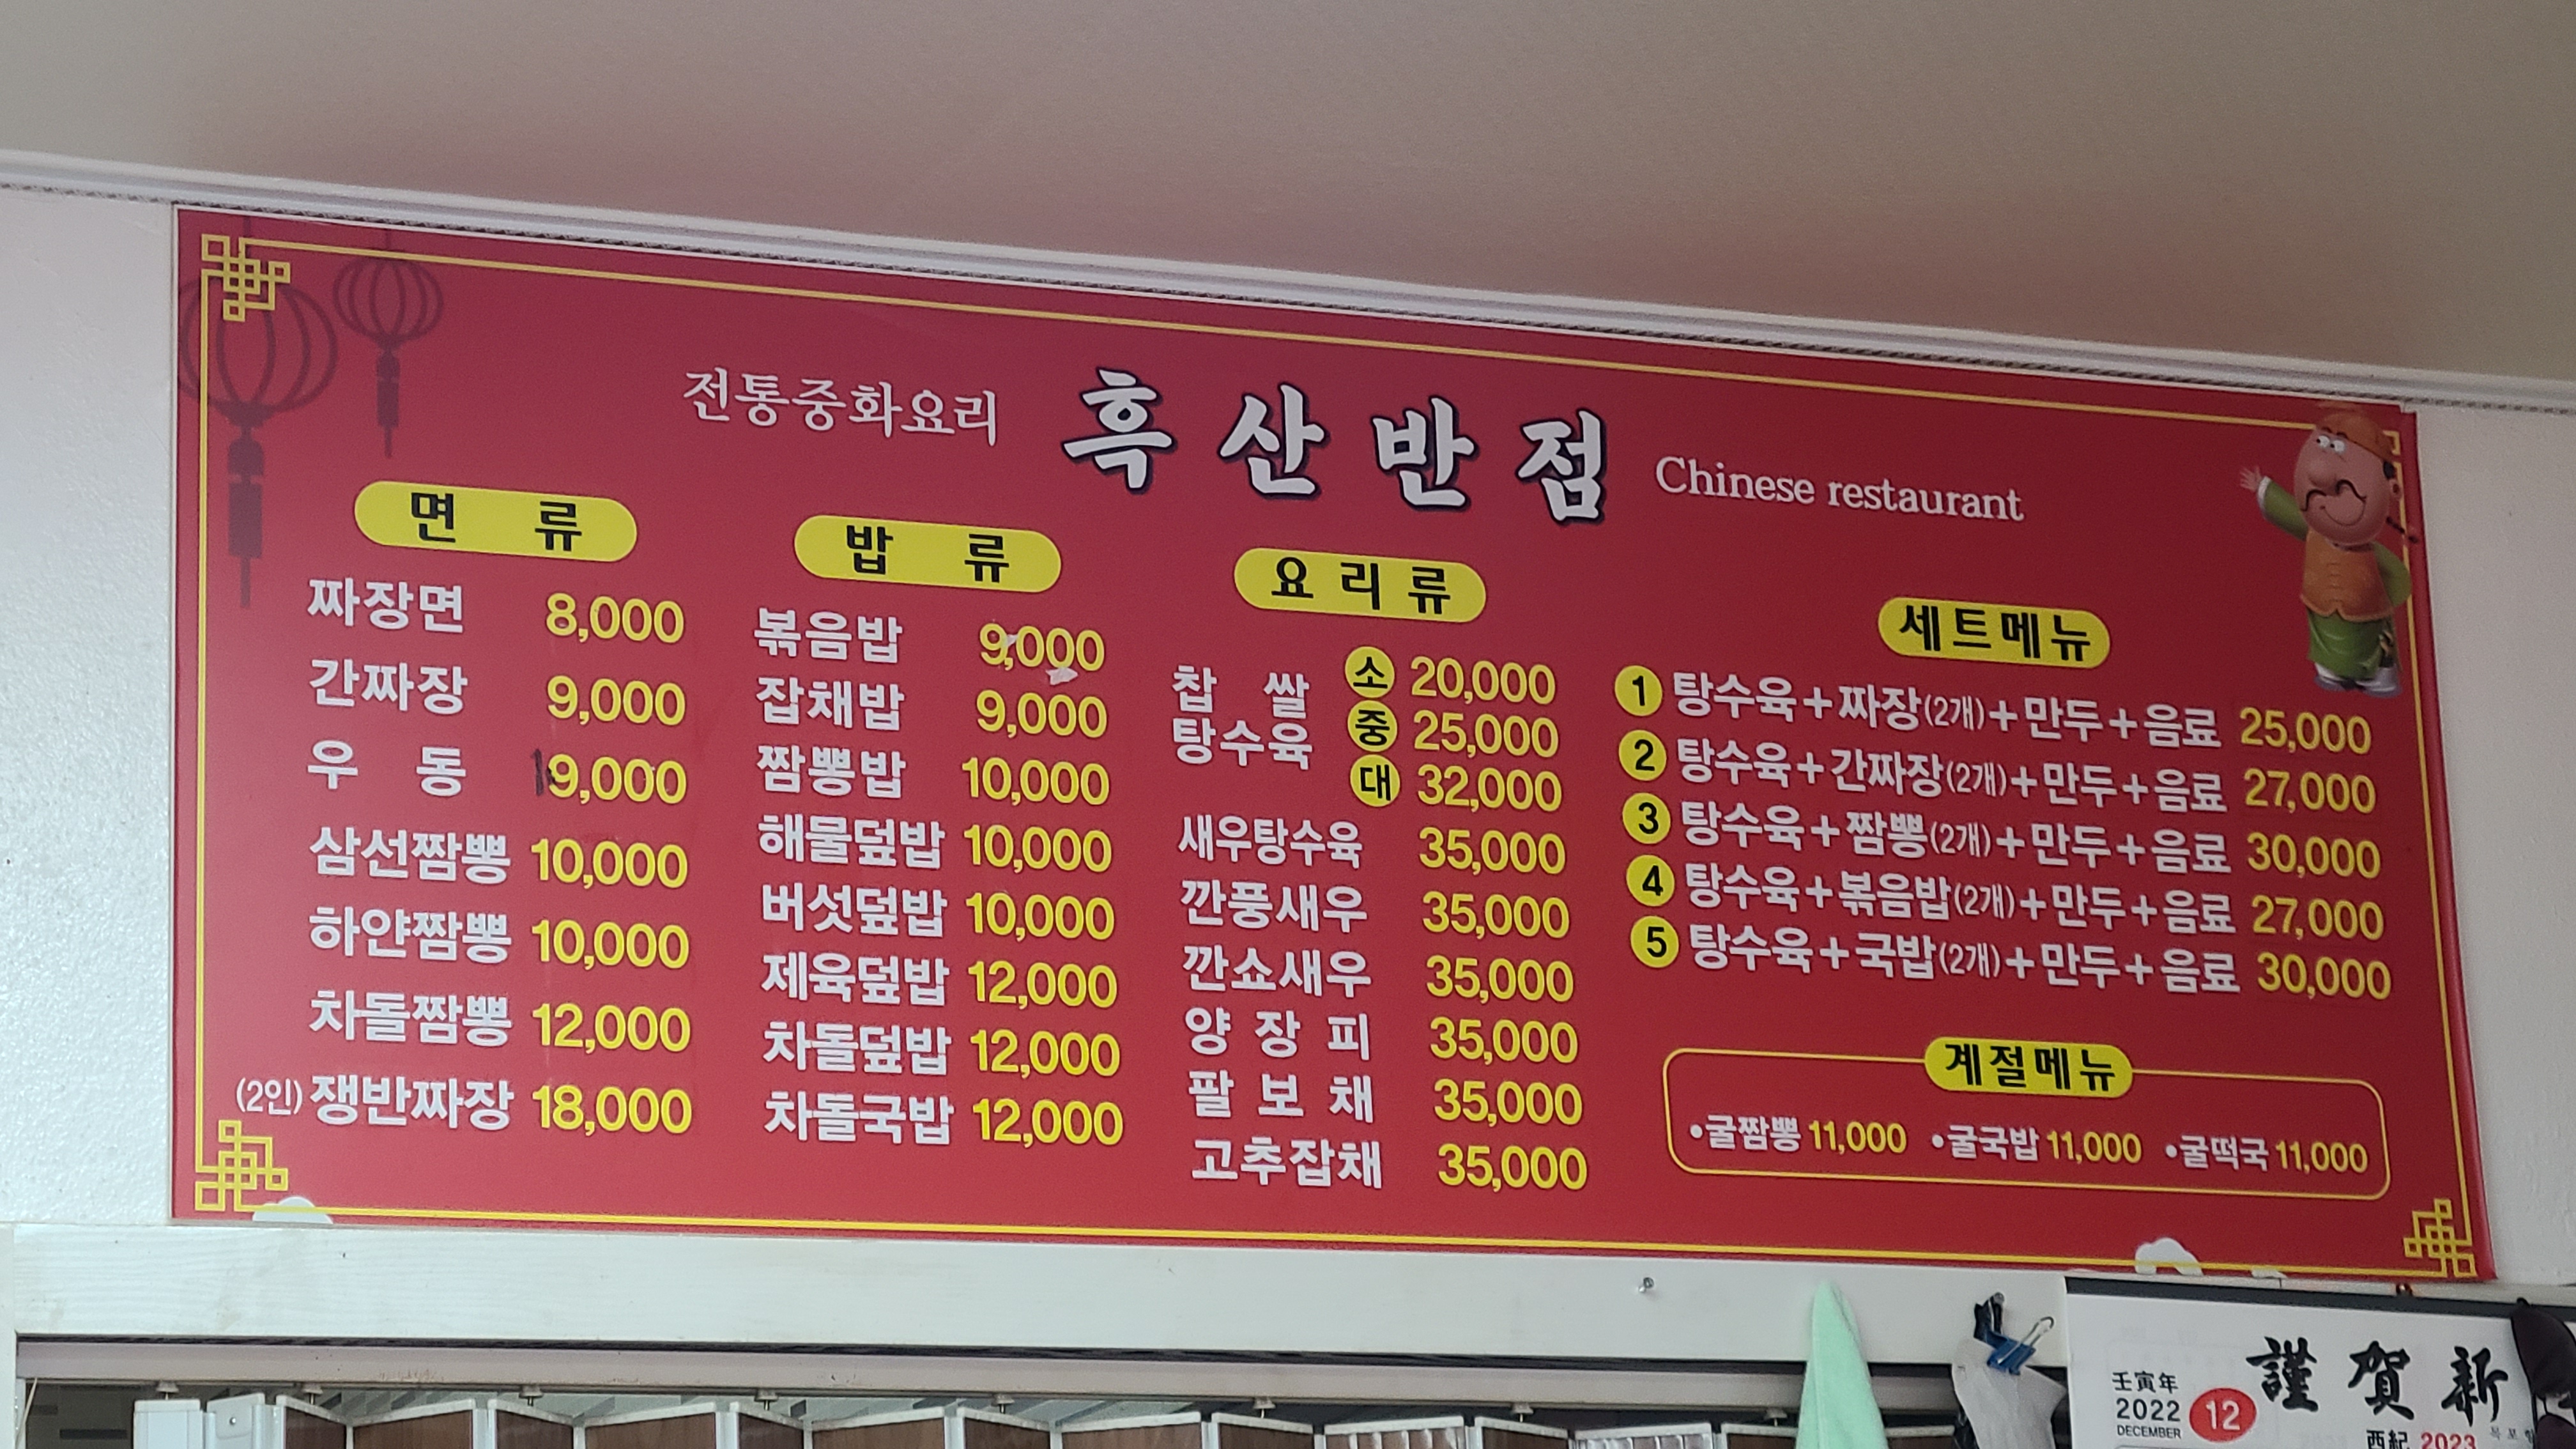 전통중화요리 흑산반점 Chinese restaurant
면 류
짜장면 8,000
간짜장 9,000
우 동 9,000
삼선짬뽕 10,000
하얀짬뽕 10,000
차돌짬뽕 12,000
(2인) 쟁반짜장 18,000
밥 류
볶음밥 9,000
잡채밥 9,000
짬뽕밥 10,000
해물덮밥 10,000
버섯덮밥 10,000
제육덮밥 12,000
차돌덮밥 12,000
차돌국밥 12,000
요리류
찹 쌀 탕수육
소 20,000
중 25,000
대 32,000
새우탕수육 35,000
깐풍새우 35,000
깐쇼새우 35,000
양 장 피 35,000
팔 보 채 35,000
고추잡채 35,000
세트메뉴
1 탕수육+짜장(2개)+만두+음료 25,000
2 탕수육+간짜장(2개)+만두+음료 27,000
3 탕수육+짬뽕(2개)+만두+음료 30,000
4 탕수육+볶음밥(2개)+만두+음료 27,000
5 탕수육+국밥(2개)+만두+음료 30,000
계절메뉴
•굴짬뽕 11,000 •굴국밥 11,000 •굴떡국 11,000
壬寅年
2022 12
DECEMBER
謹賀新
西紀 2023